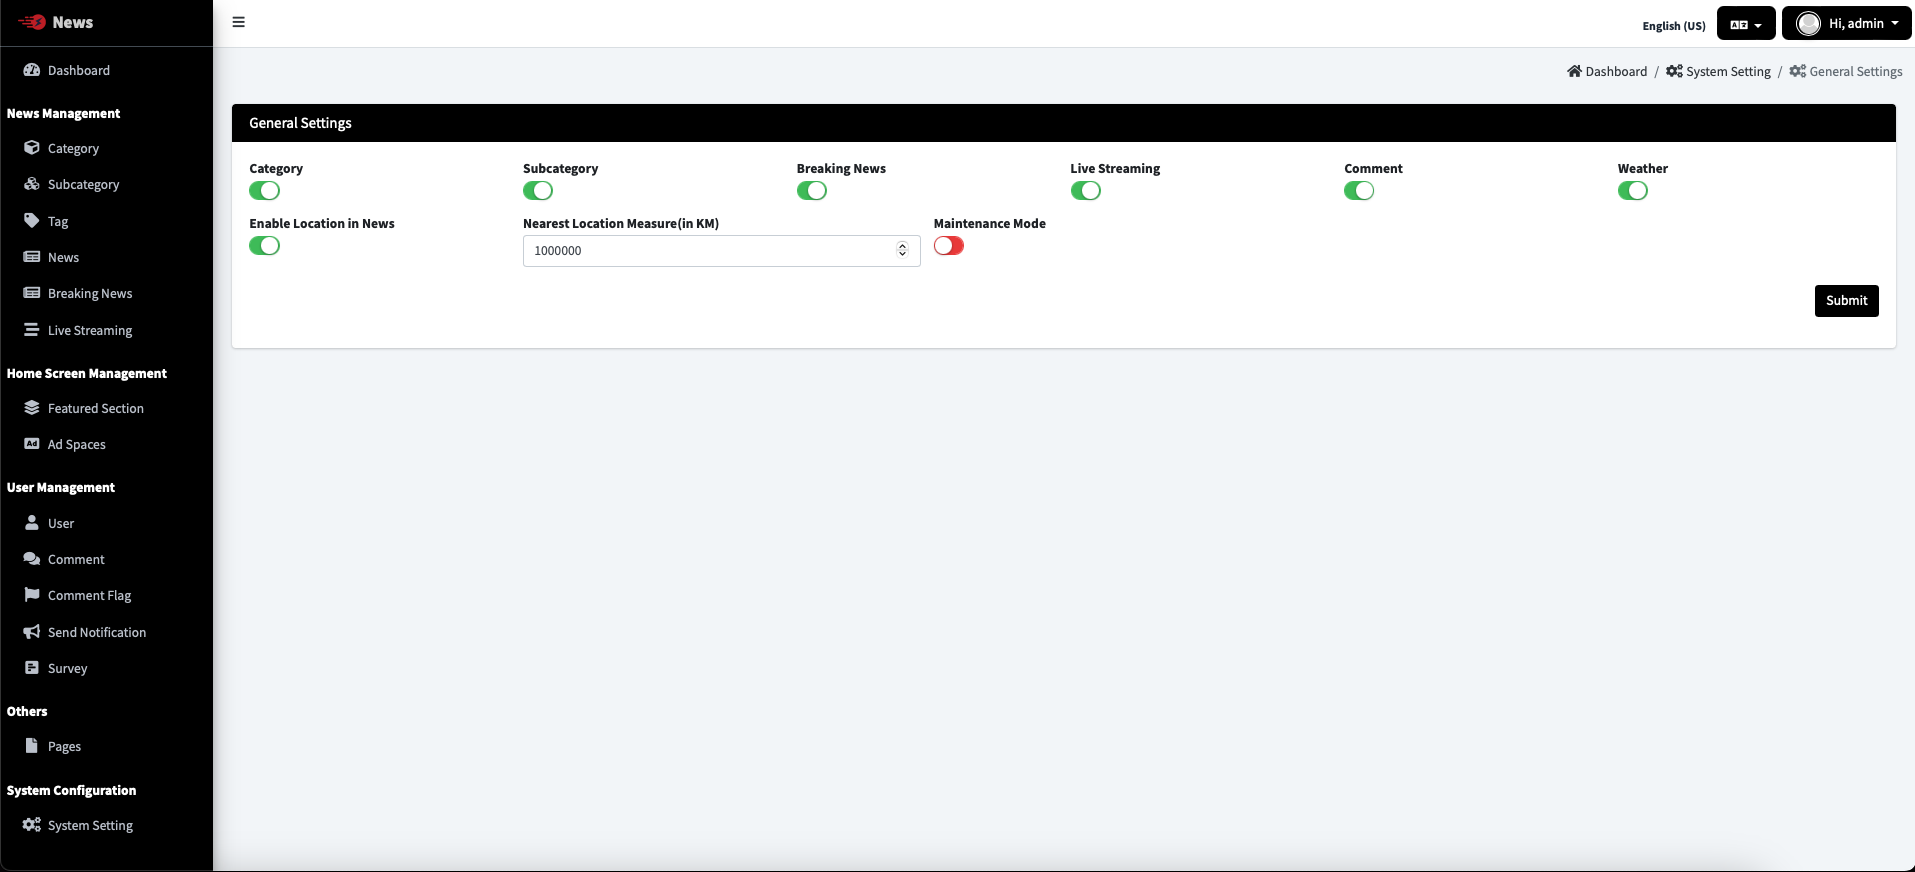 News
English (US)
Hi, admin
Dashboard
Dashboard / System Setting / General Settings
News Management
Category
Subcategory
Tag
News
Breaking News
Live Streaming
Home Screen Management
Featured Section
Ad Spaces
User Management
User
Comment
Comment Flag
Send Notification
Survey
Others
Pages
System Configuration
System Setting
General Settings
Category
Subcategory
Breaking News
Live Streaming
Comment
Weather
Enable Location in News
Nearest Location Measure(in KM)
1000000
Maintenance Mode
Submit